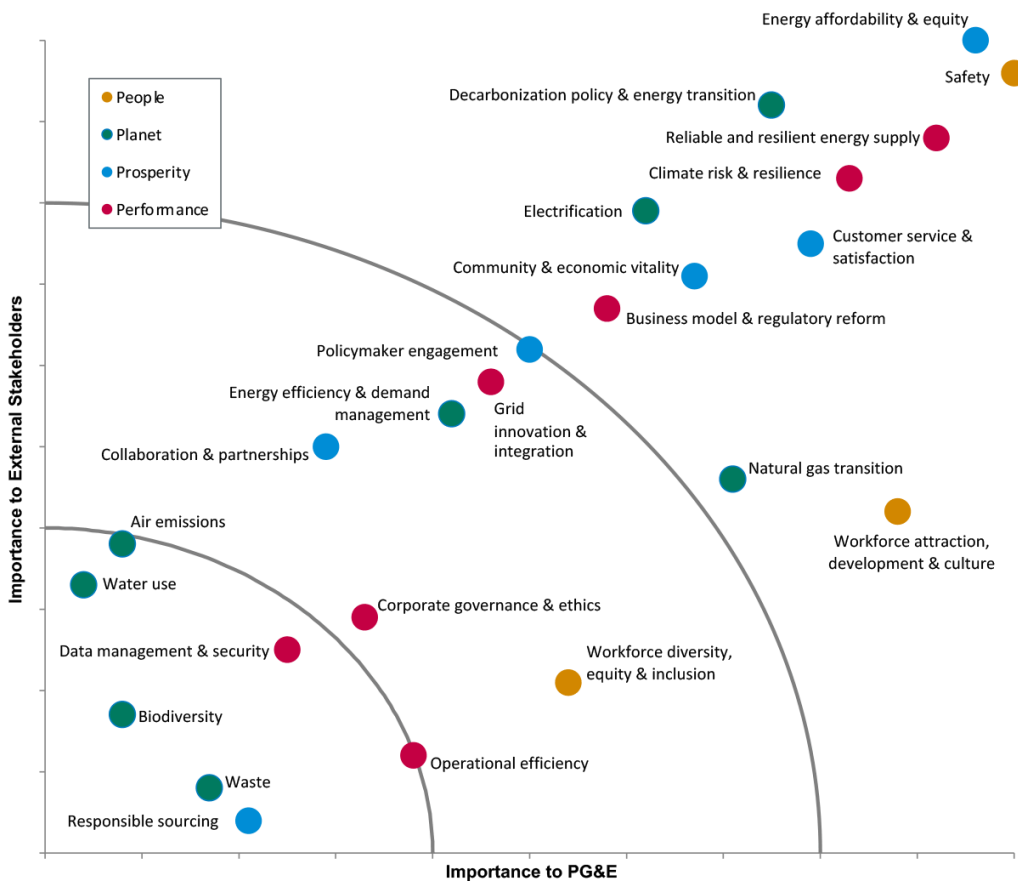 Energy affordability & equity
Safety
People
Planet
Prosperity
Performance
Decarbonization policy & energy transition
Reliable and resilient energy supply
Climate risk & resilience
Electrification
Customer service &
satisfaction
Community & economic vitality
Business model & regulatory reform
Policymaker engagement
Energy efficiency & demand
management
Grid
innovation &
integration
Collaboration & partnerships
Natural gas transition
Workforce attraction,
development & culture
Air emissions
Water use
Corporate governance & ethics
Data management & security
Workforce diversity,
equity & inclusion
Biodiversity
Operational efficiency
Waste
Responsible sourcing
Importance to External Stakeholders
Importance to PG&E